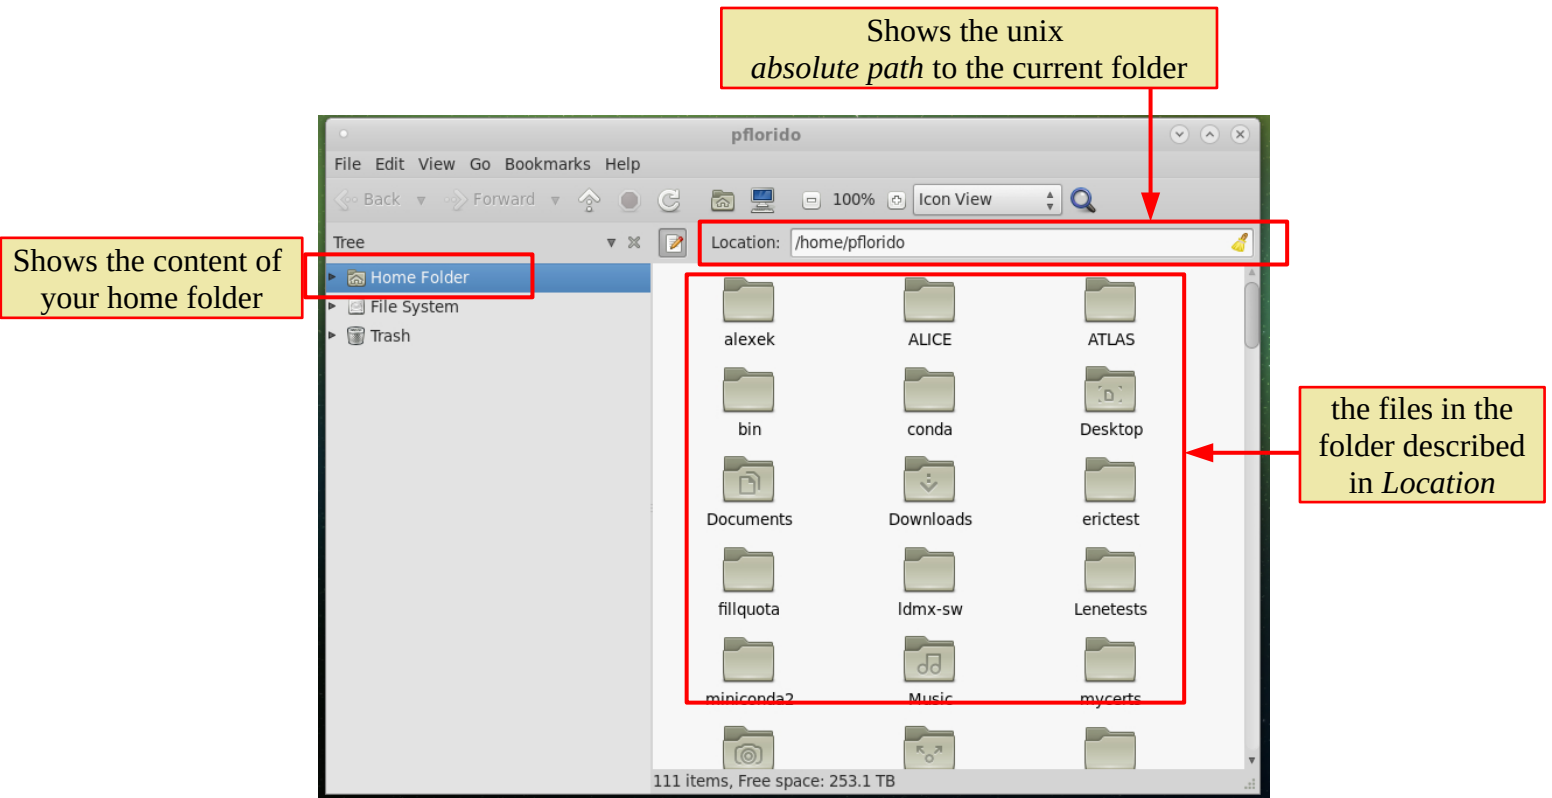 Shows the unix
absolute path to the current folder
pflorido
File Edit View Go Bookmarks Help
Back Forward 100% Icon View
Tree
Location: /home/pflorido
Shows the content of
your home folder
Home Folder
File System
Trash
alexek ALICE ATLAS
bin conda Desktop
the files in the
folder described
in Location
Documents Downloads erictest
fillquota ldmx-sw Lenetests
miniconda2 Music mycerts
111 items, Free space: 253.1 TB